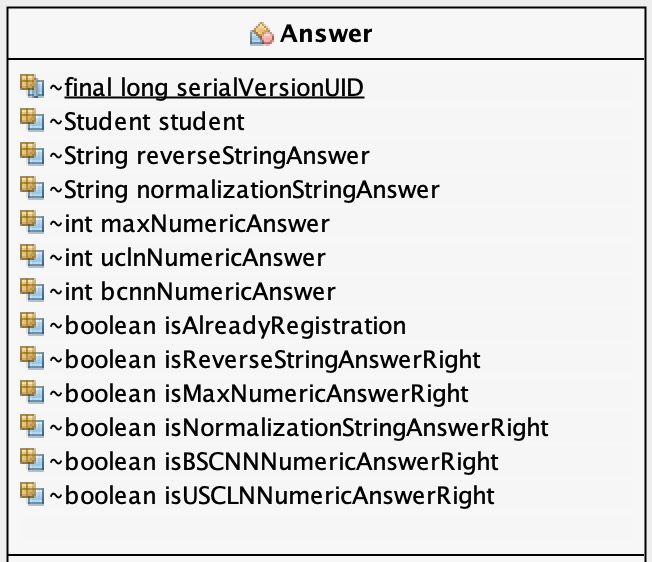 Answer
~final long serialVersionUID
~Student student
~String reverseStringAnswer
~String normalizationStringAnswer
~int maxNumericAnswer
~int uclnNumericAnswer
~int bcnnNumericAnswer
~boolean isAlreadyRegistration
~boolean isReverseStringAnswerRight
~boolean isMaxNumericAnswerRight
~boolean isNormalizationStringAnswerRight
~boolean isBSCNNNumericAnswerRight
~boolean isUSCLNNumericAnswerRight